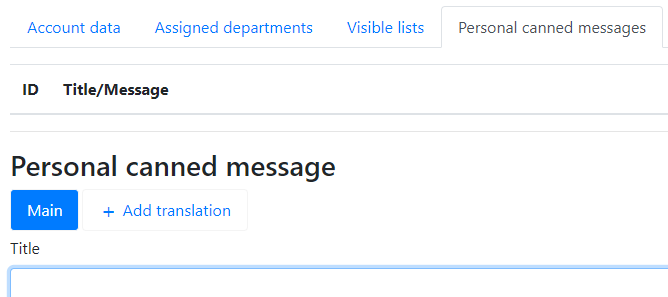 Account data Assigned departments Visible lists Personal canned messages
ID Title/Message
Personal canned message
Main + Add translation
Title